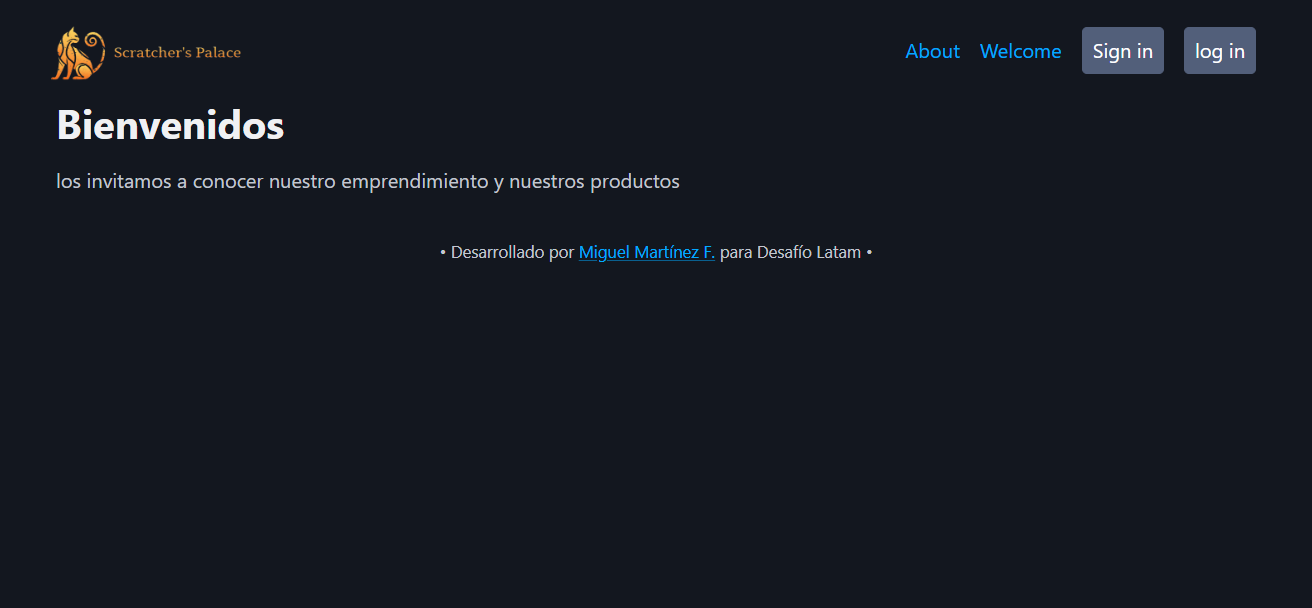 Scratcher's Palace
About Welcome Sign in log in
Bienvenidos
los invitamos a conocer nuestro emprendimiento y nuestros productos
• Desarrollado por Miguel Martínez F. para Desafío Latam •